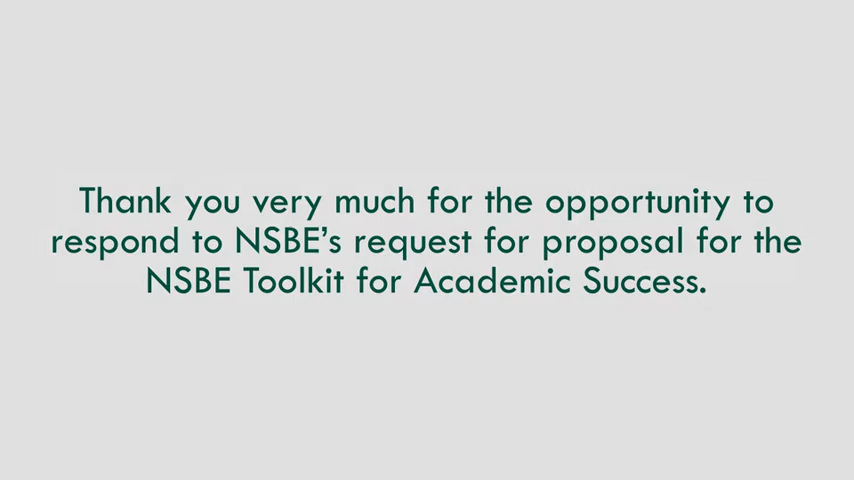 Thank you very much for the opportunity to
respond to NSBE’s request for proposal for the
NSBE Toolkit for Academic Success.